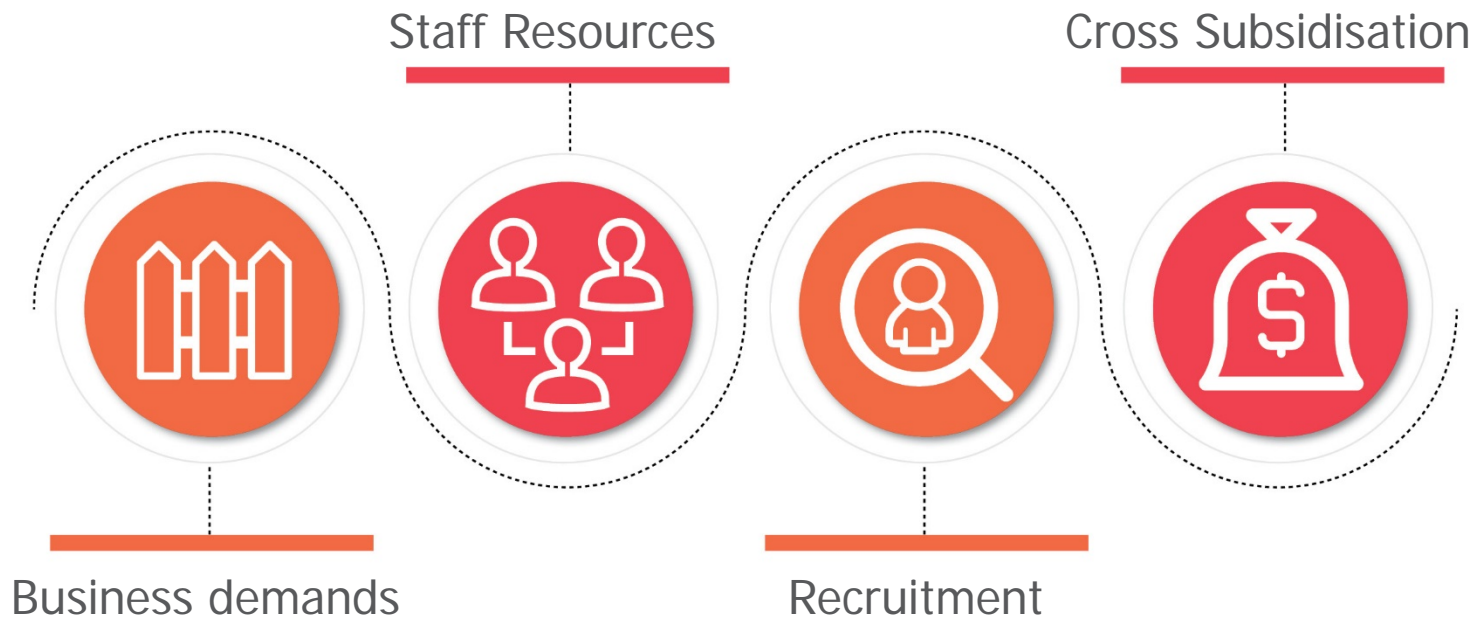 Staff Resources
Cross Subsidisation
$
Business demands
Recruitment